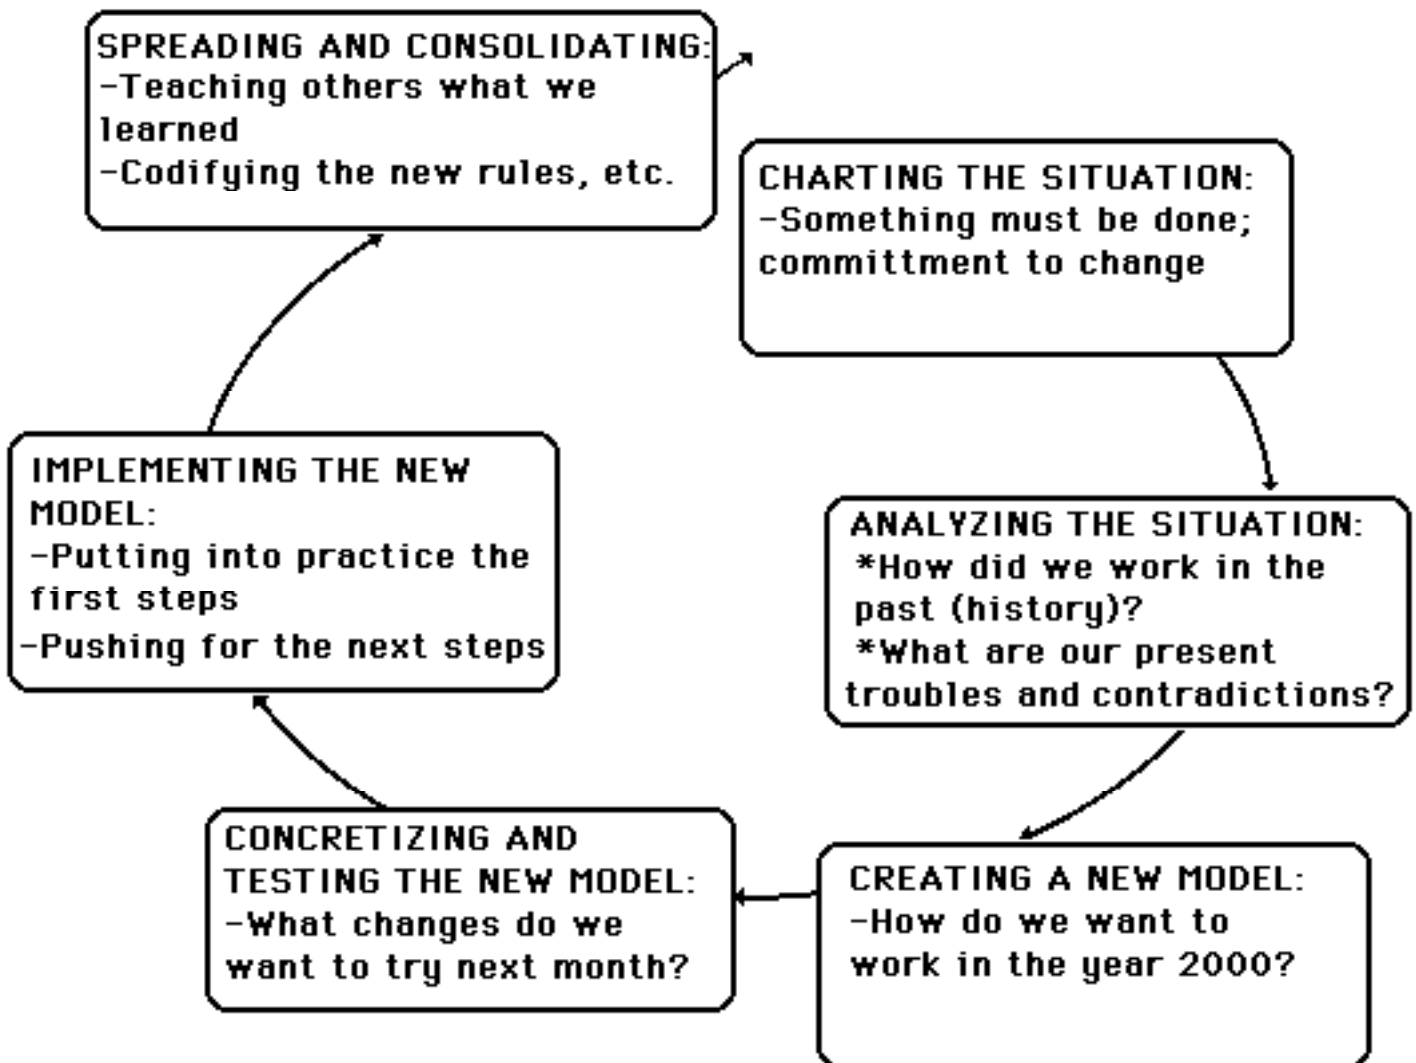 SPREADING AND CONSOLIDATING:
-Teaching others what we
learned
-Codifying the new rules, etc.
CHARTING THE SITUATION:
-Something must be done;
committment to change
ANALYZING THE SITUATION:
*How did we work in the
past (history)?
*What are our present
troubles and contradictions?
CREATING A NEW MODEL:
-How do we want to
work in the year 2000?
CONCRETIZING AND
TESTING THE NEW MODEL:
-What changes do we
want to try next month?
IMPLEMENTING THE NEW
MODEL:
-Putting into practice the
first steps
-Pushing for the next steps